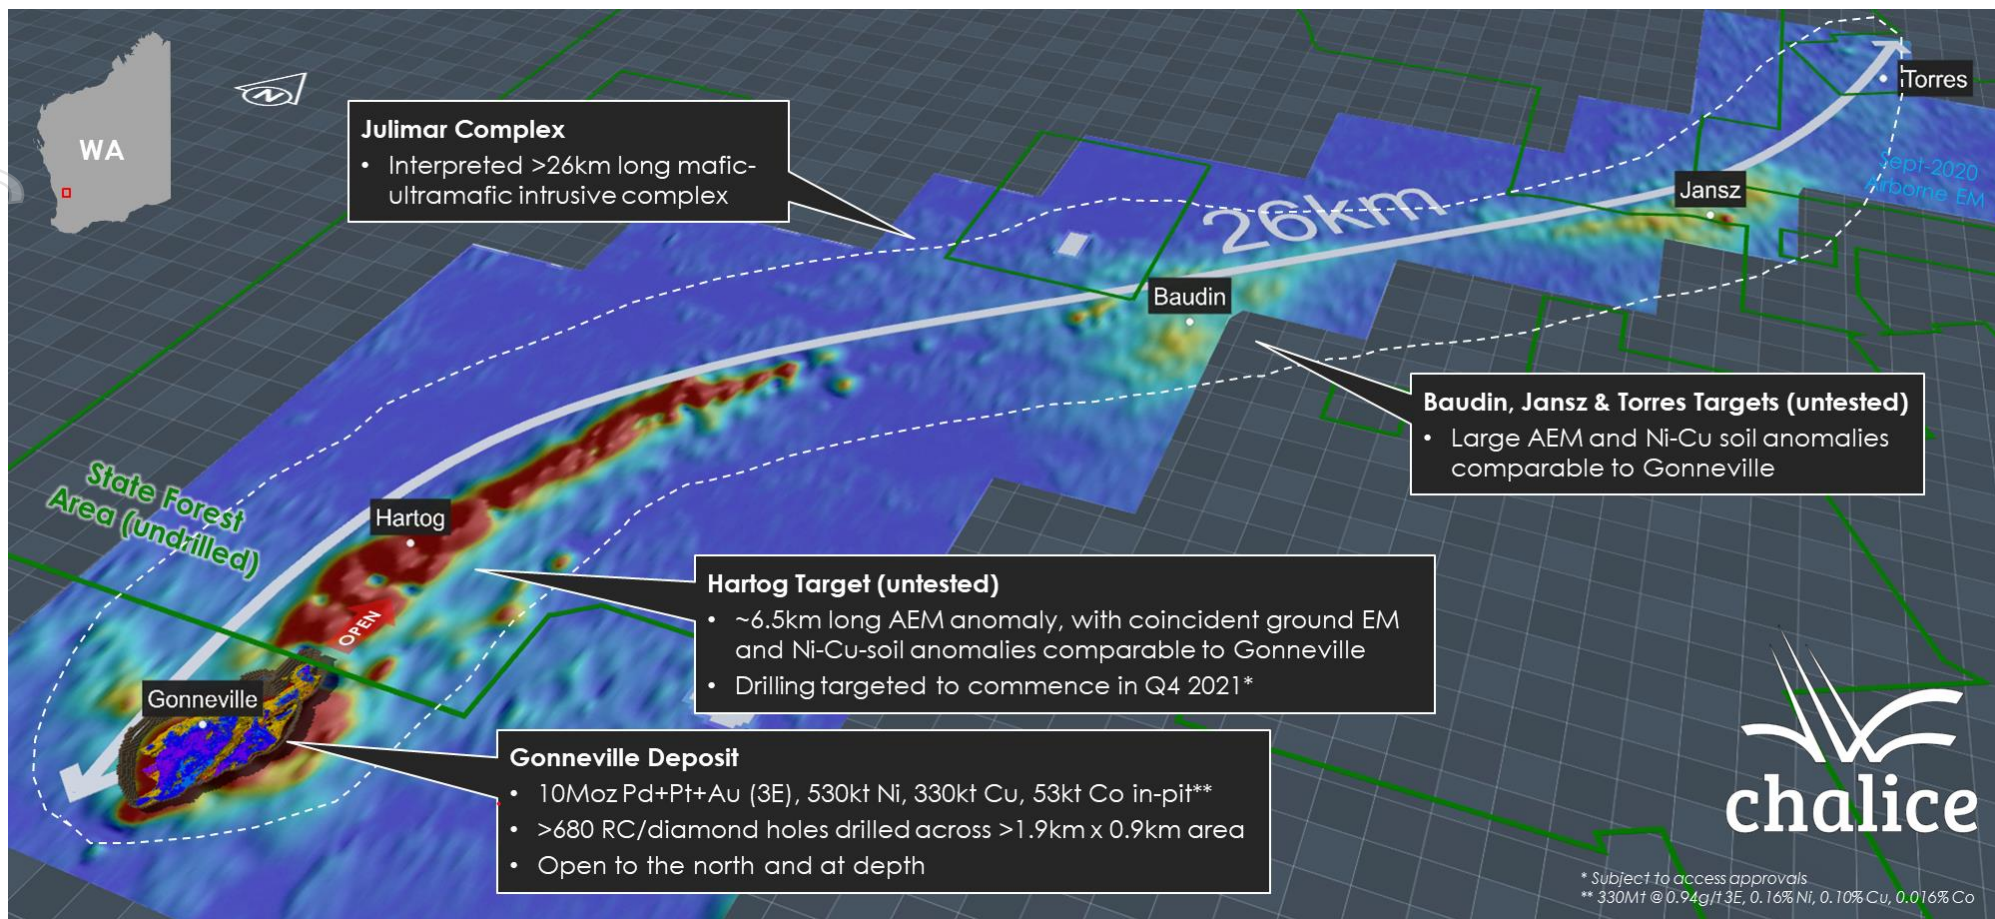 WA
N
Julimar Complex
• Interpreted >26km long mafic-
ultramafic intrusive complex
Torres
Sept-2020
Airborne EM
Jansz
26km
Baudin
Baudin, Jansz & Torres Targets (untested)
• Large AEM and Ni-Cu soil anomalies
comparable to Gonneville
State Forest
Area (undrilled)
Hartog
Hartog Target (untested)
• ~6.5km long AEM anomaly, with coincident ground EM
and Ni-Cu-soil anomalies comparable to Gonneville
• Drilling targeted to commence in Q4 2021*
OPEN
Gonneville
Gonneville Deposit
• 10Moz Pd+Pt+Au (3E), 530kt Ni, 330kt Cu, 53kt Co in-pit**
• >680 RC/diamond holes drilled across >1.9km x 0.9km area
• Open to the north and at depth
chalice
* Subject to access approvals
** 330Mt @ 0.94g/t 3E, 0.16% Ni, 0.10% Cu, 0.016% Co